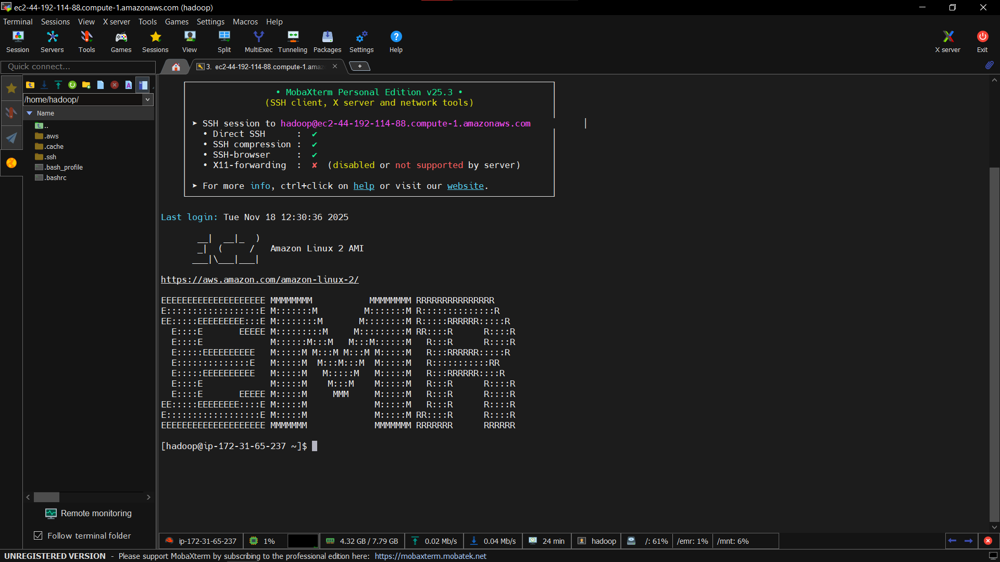 ec2-44-192-114-88.compute-1.amazonaws.com (hadoop)
Terminal Sessions View X server Tools Games Settings Macros Help
Session Servers Tools Games Sessions View Split MultiExec Tunneling Packages Settings Help X server Exit
Quick connect...
3. ec2-44-192-114-88.compute-1.amaz
/home/hadoop/
Name
..
.aws
.cache
.ssh
.bash_profile
.bashrc
• MobaXterm Personal Edition v25.3 •
(SSH client, X server and network tools)
➤ SSH session to hadoop@ec2-44-192-114-88.compute-1.amazonaws.com
• Direct SSH : ✔
• SSH compression : ✔
• SSH-browser : ✔
• X11-forwarding : ✘ (disabled or not supported by server)
➤ For more info, ctrl+click on help or visit our website.
Last login: Tue Nov 18 12:30:36 2025
       __|  __|_  )
       _|  (     /   Amazon Linux 2 AMI
      ___|\___|___|
https://aws.amazon.com/amazon-linux-2/
EEEEEEEEEEEEEEEEEEEE MMMMMMMM           MMMMMMMM RRRRRRRRRRRRRRR
E::::::::::::::::::E M:::::::M         M:::::::M R::::::::::::::R
EE:::::EEEEEEEEE:::E M::::::::M       M::::::::M R:::::RRRRRR:::::R
  E::::E       EEEEE M:::::::::M     M:::::::::M RR::::R      R::::R
  E::::E             M::::::M:::M   M:::M::::::M   R:::R      R::::R
  E:::::EEEEEEEEEE   M:::::M M:::M M:::M M:::::M   R:::RRRRRR:::::R
  E::::::::::::::E   M:::::M  M:::M:::M  M:::::M   R:::::::::::RR
  E:::::EEEEEEEEEE   M:::::M   M:::::M   M:::::M   R:::RRRRRR::::R
  E::::E             M:::::M    M:::M    M:::::M   R:::R      R::::R
  E::::E       EEEEE M:::::M     MMM     M:::::M   R:::R      R::::R
EE:::::EEEEEEEE::::E M:::::M             M:::::M   R:::R      R::::R
E::::::::::::::::::E M:::::M             M:::::M RR::::R      R::::R
EEEEEEEEEEEEEEEEEEEE MMMMMMM             MMMMMMM RRRRRRR      RRRRRR
[hadoop@ip-172-31-65-237 ~]$
Remote monitoring
Follow terminal folder
ip-172-31-65-237 1% 4.32 GB / 7.79 GB 0.02 Mb/s 0.04 Mb/s 24 min hadoop /: 61% /emr: 1% /mnt: 6%
UNREGISTERED VERSION - Please support MobaXterm by subscribing to the professional edition here: https://mobaxterm.mobatek.net